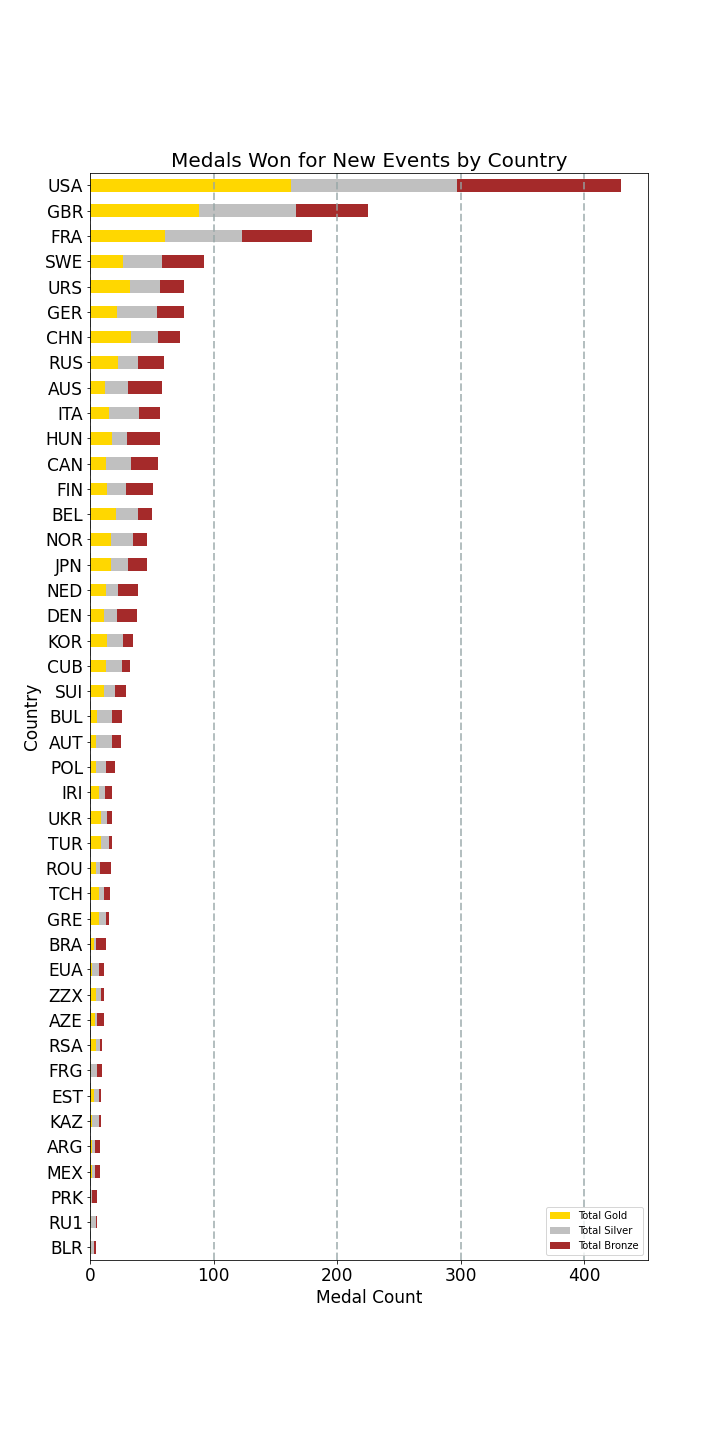 Medals Won for New Events by Country
USA
GBR
FRA
SWE
URS
GER
CHN
RUS
AUS
ITA
HUN
CAN
FIN
BEL
NOR
JPN
NED
DEN
KOR
CUB
SUI
BUL
AUT
POL
IRI
UKR
TUR
ROU
TCH
GRE
BRA
EUA
ZZX
AZE
RSA
FRG
EST
KAZ
ARG
MEX
PRK
RU1
BLR
Country
Total Gold
Total Silver
Total Bronze
0 100 200 300 400
Medal Count